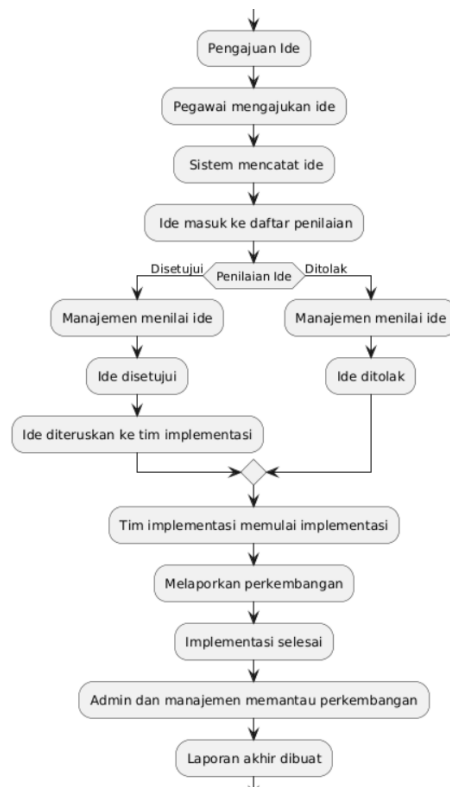 Pengajuan Ide
Pegawai mengajukan ide
Sistem mencatat ide
Ide masuk ke daftar penilaian
Disetujui
Penilaian Ide
Ditolak
Manajemen menilai ide
Manajemen menilai ide
Ide disetujui
Ide ditolak
Ide diteruskan ke tim implementasi
Tim implementasi memulai implementasi
Melaporkan perkembangan
Implementasi selesai
Admin dan manajemen memantau perkembangan
Laporan akhir dibuat